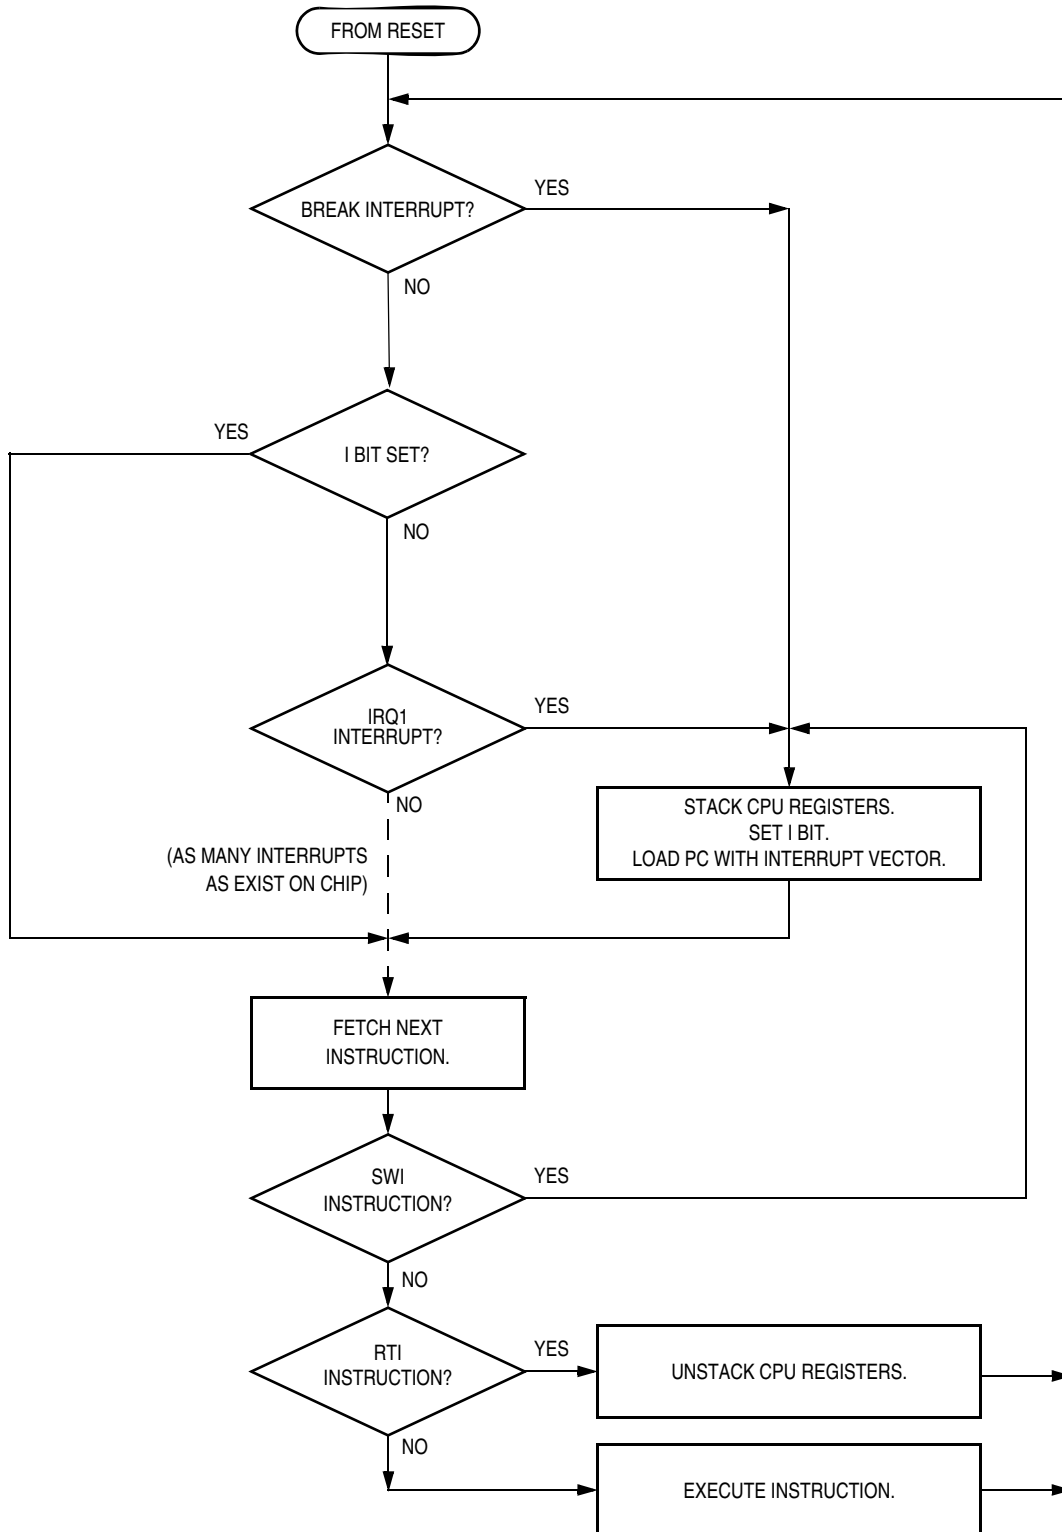 FROM RESET
BREAK INTERRUPT?
YES
NO
YES
I BIT SET?
NO
IRQ1
INTERRUPT?
YES
NO
STACK CPU REGISTERS.
SET I BIT.
LOAD PC WITH INTERRUPT VECTOR.
(AS MANY INTERRUPTS
AS EXIST ON CHIP)
FETCH NEXT
INSTRUCTION.
SWI
INSTRUCTION?
YES
NO
RTI
INSTRUCTION?
YES
UNSTACK CPU REGISTERS.
NO
EXECUTE INSTRUCTION.